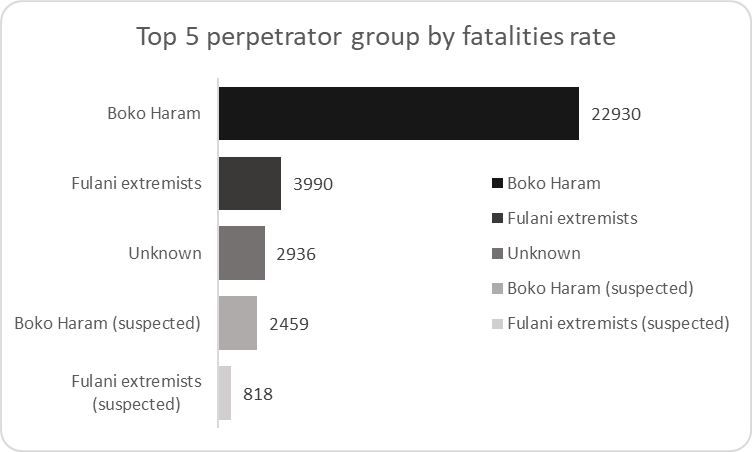 Top 5 perpetrator group by fatalities rate
Boko Haram
22930
Fulani extremists
3990
Unknown
2936
Boko Haram (suspected)
2459
Fulani extremists
(suspected)
818
Boko Haram
Fulani extremists
Unknown
Boko Haram (suspected)
Fulani extremists (suspected)